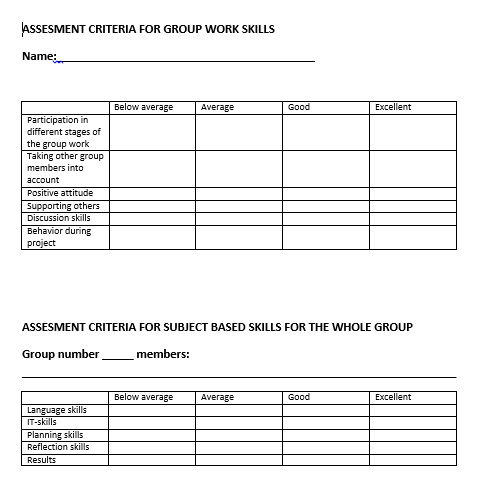 ASSESMENT CRITERIA FOR GROUP WORK SKILLS
Name:
Below average Average Good Excellent
Participation in
different stages of
the group work
Taking other group
members into
account
Positive attitude
Supporting others
Discussion skills
Behavior during
project
ASSESMENT CRITERIA FOR SUBJECT BASED SKILLS FOR THE WHOLE GROUP
Group number _____ members:
Below average Average Good Excellent
Language skills
IT-skills
Planning skills
Reflection skills
Results